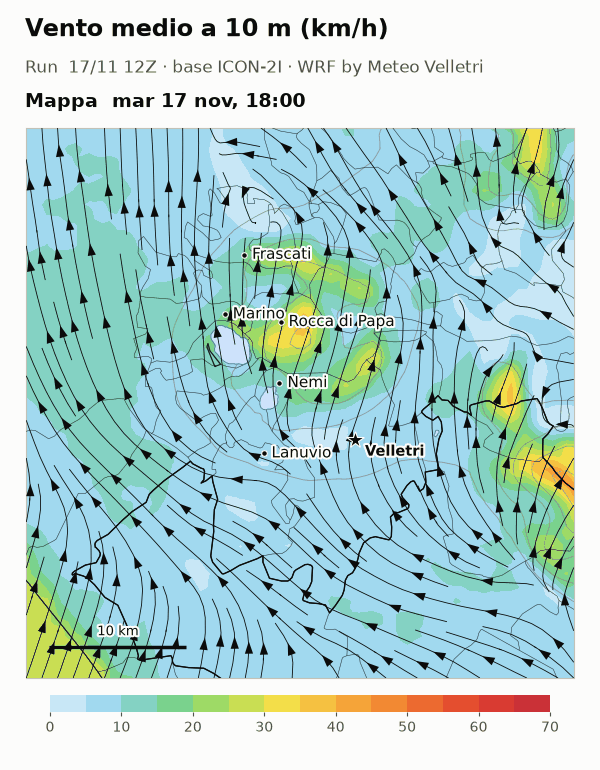 Vento medio a 10 m (km/h)
Run  17/11 12Z · base ICON-2I · WRF by Meteo Velletri
Mappa  mar 17 nov, 18:00
Frascati
Marino
Rocca di Papa
Nemi
Velletri
Lanuvio
10 km
0 10 20 30 40 50 60 70